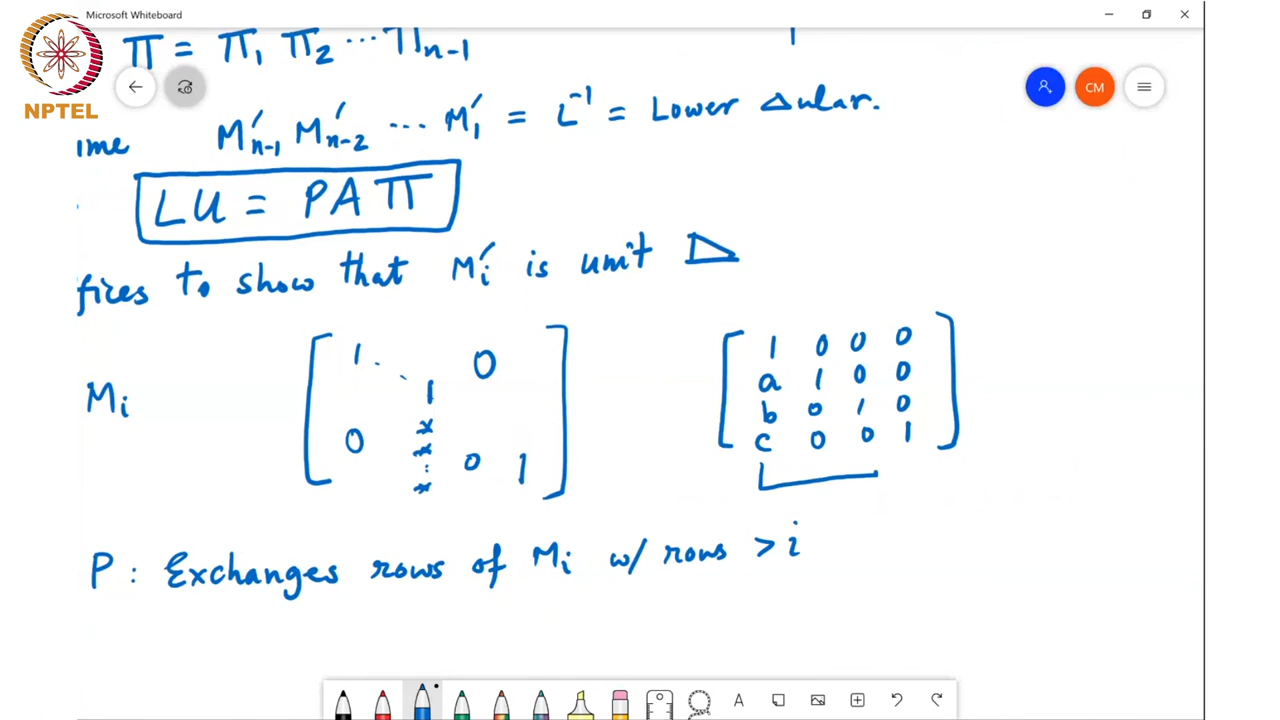 Microsoft Whiteboard
Π = Π₁ Π₂ ... Πₙ₋₁
NPTEL
CM
ime M'ₙ₋₁ M'ₙ₋₂ ... M'₁ = L⁻¹ = Lower Δular.
LU = PAΠ
fices to show that M'ᵢ is unit ◺
Mᵢ
1 . . 0
1
x
0 x
: 0 1
x
1 0 0 0
a 1 0 0
b 0 1 0
c 0 0 1
P : Exchanges rows of Mᵢ w/ rows > i
A